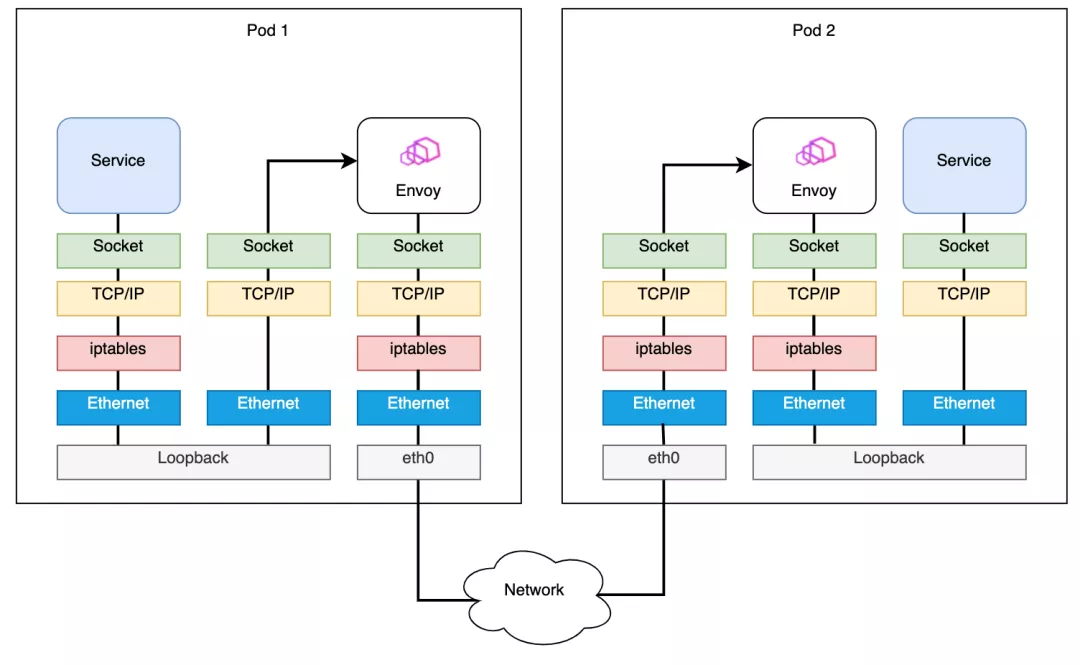 Pod 1
Pod 2
Service
Envoy
Envoy
Service
Socket
Socket
Socket
Socket
Socket
Socket
TCP/IP
TCP/IP
TCP/IP
TCP/IP
TCP/IP
TCP/IP
iptables
iptables
iptables
iptables
Ethernet
Ethernet
Ethernet
Ethernet
Ethernet
Ethernet
Loopback
eth0
eth0
Loopback
Network